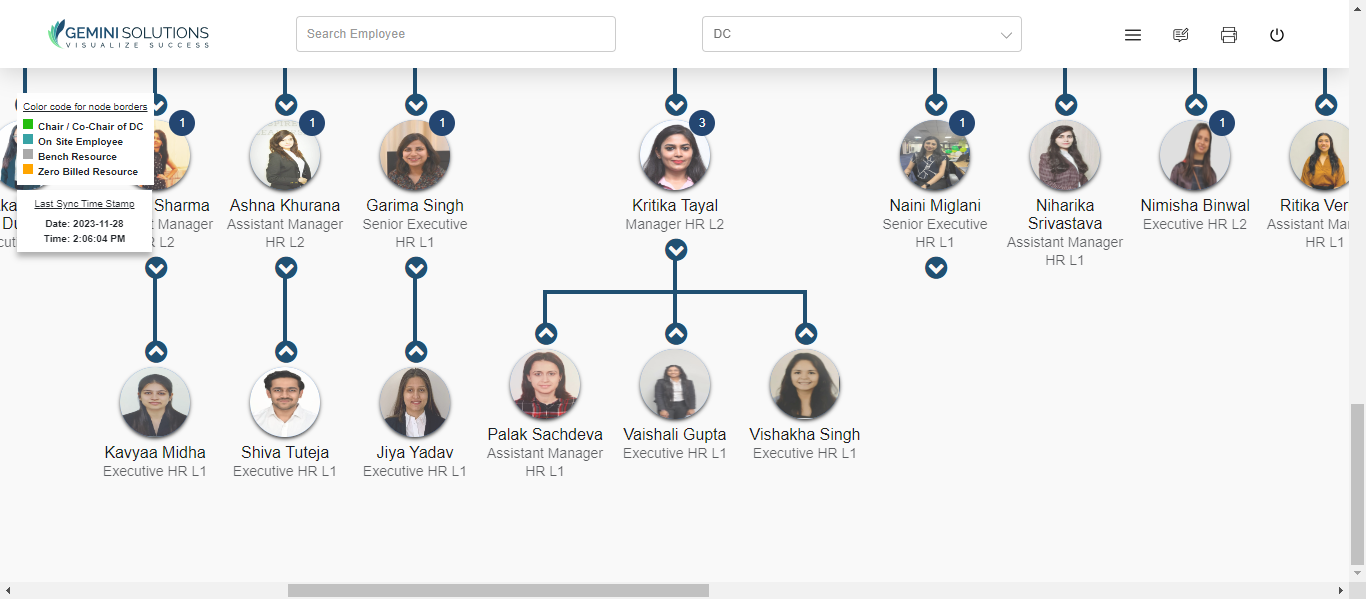 GEMINI SOLUTIONS
VISUALIZE SUCCESS
Search Employee
DC
Color code for node borders
Chair / Co-Chair of DC
On Site Employee
Bench Resource
Zero Billed Resource
Last Sync Time Stamp
Date: 2023-11-28
Time: 2:06:04 PM
1
Sharma
Manager
L2
1
Ashna Khurana
Assistant Manager
HR L2
1
Garima Singh
Senior Executive
HR L1
3
Kritika Tayal
Manager HR L2
1
Naini Miglani
Senior Executive
HR L1
Niharika
Srivastava
Assistant Manager
HR L1
1
Nimisha Binwal
Executive HR L2
Ritika Ver
Assistant Man
HR L1
Kavyaa Midha
Executive HR L1
Shiva Tuteja
Executive HR L1
Jiya Yadav
Executive HR L1
Palak Sachdeva
Assistant Manager
HR L1
Vaishali Gupta
Executive HR L1
Vishakha Singh
Executive HR L1